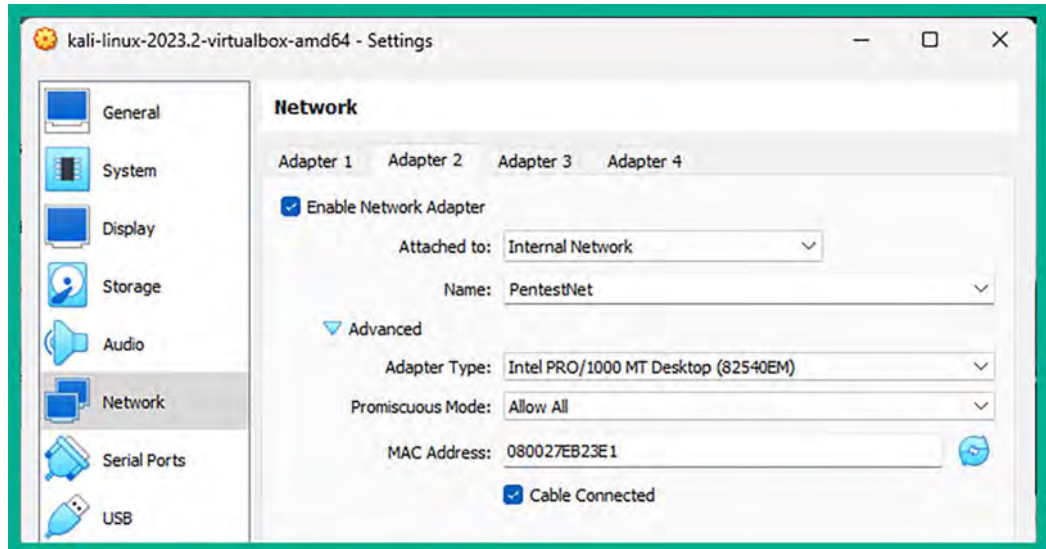 kali-linux-2023.2-virtualbox-amd64 - Settings
General
System
Display
Storage
Audio
Network
Serial Ports
USB
Network
Adapter 1 Adapter 2 Adapter 3 Adapter 4
Enable Network Adapter
Attached to: Internal Network
Name: PentestNet
Advanced
Adapter Type: Intel PRO/1000 MT Desktop (82540EM)
Promiscuous Mode: Allow All
MAC Address: 080027EB23E1
Cable Connected